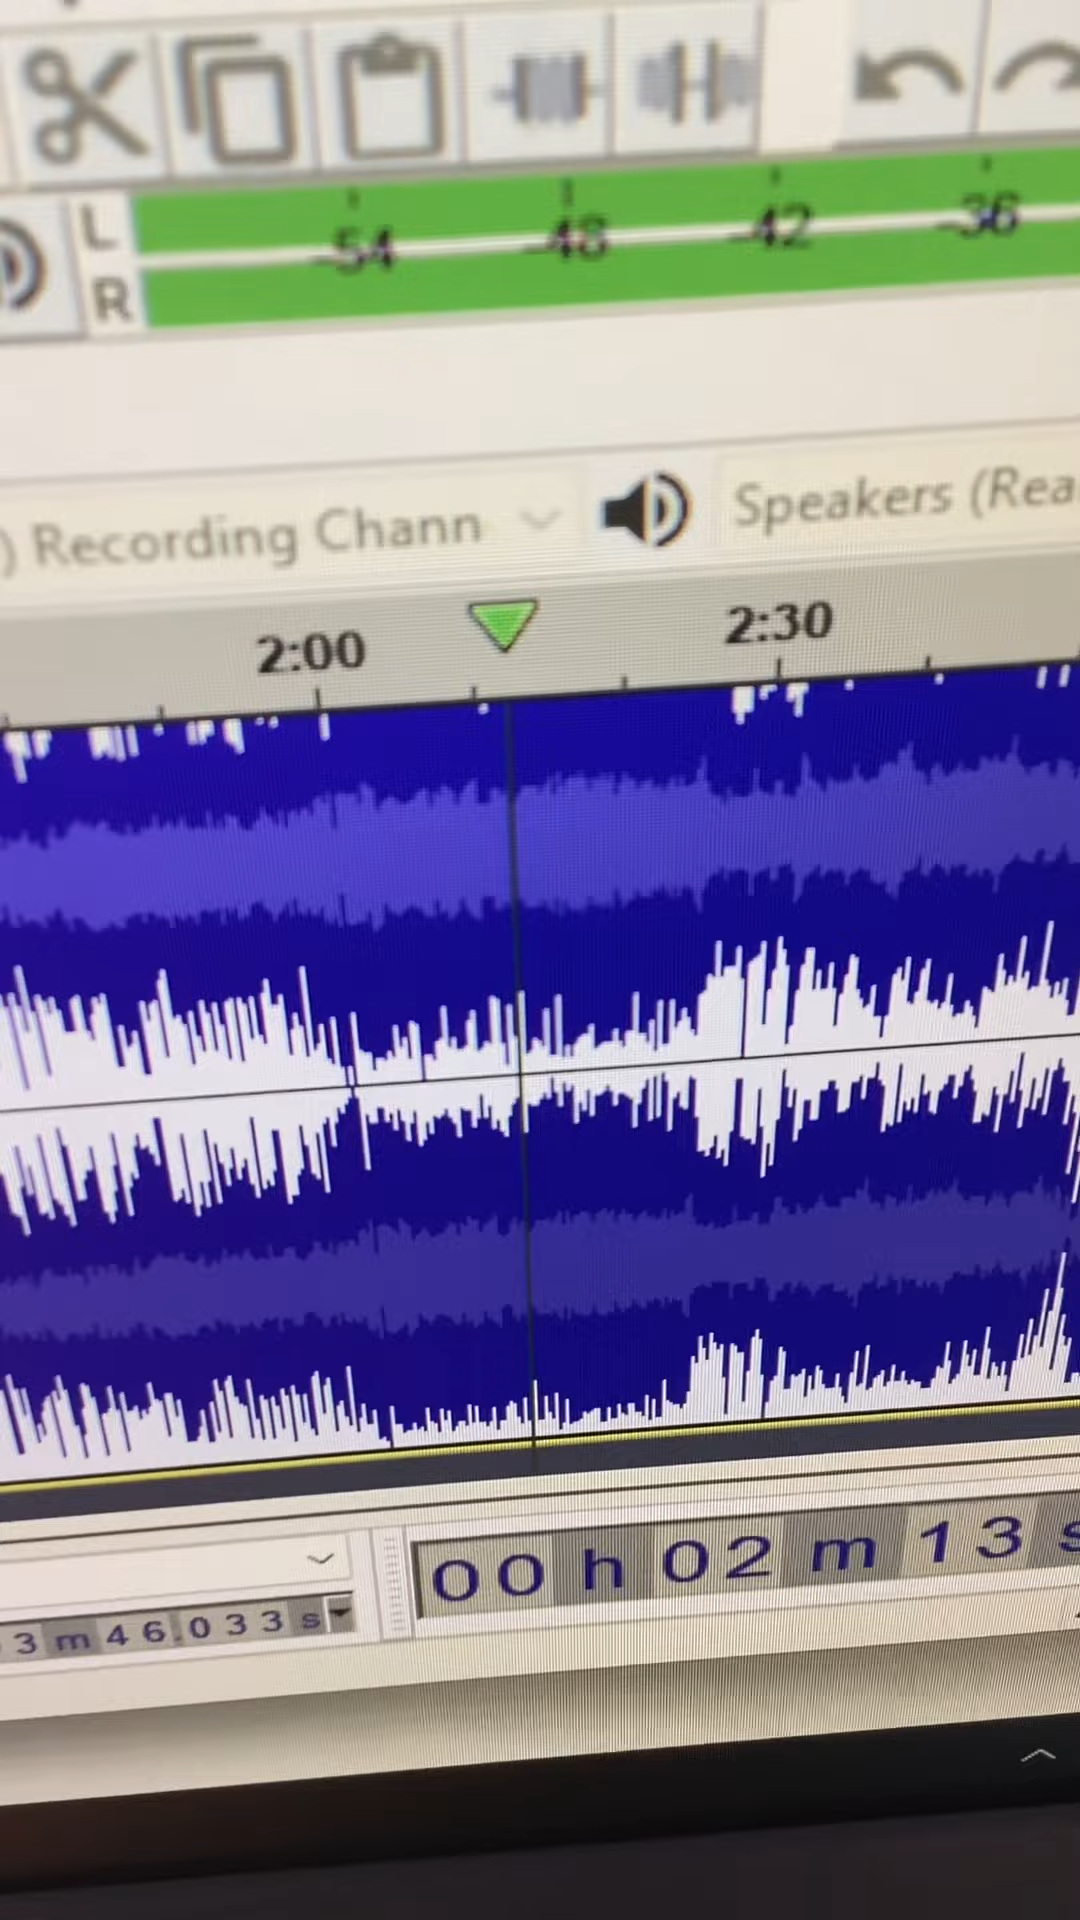 L
R
-54 -48 -42 -36
) Recording Chann
Speakers (Rea
2:00 2:30
00 h 02 m 13 s
3 m 46.033 s